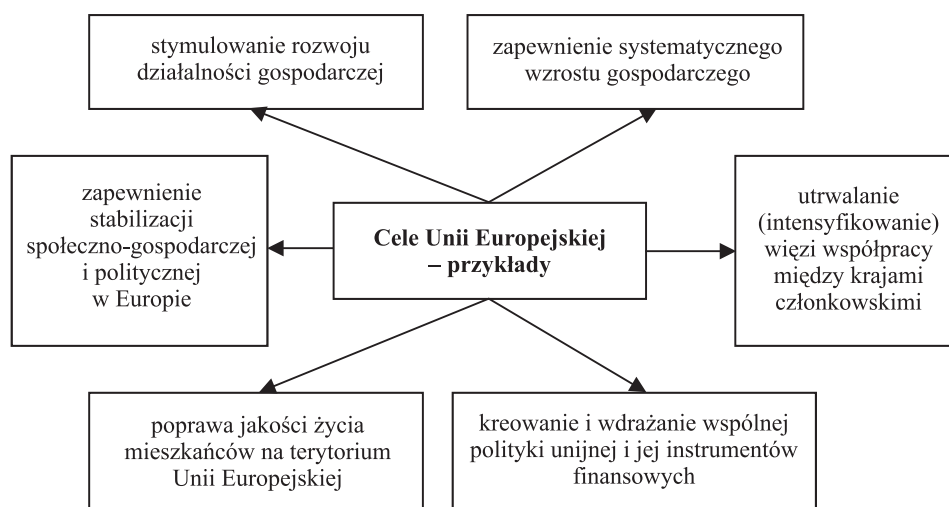 stymulowanie rozwoju
działalności gospodarczej
zapewnienie systematycznego
wzrostu gospodarczego
zapewnienie
stabilizacji
społeczno-gospodarczej
i politycznej
w Europie
Cele Unii Europejskiej
– przykłady
utrwalanie
(intensyfikowanie)
więzi współpracy
między krajami
członkowskimi
poprawa jakości życia
mieszkańców na terytorium
Unii Europejskiej
kreowanie i wdrażanie wspólnej
polityki unijnej i jej instrumentów
finansowych